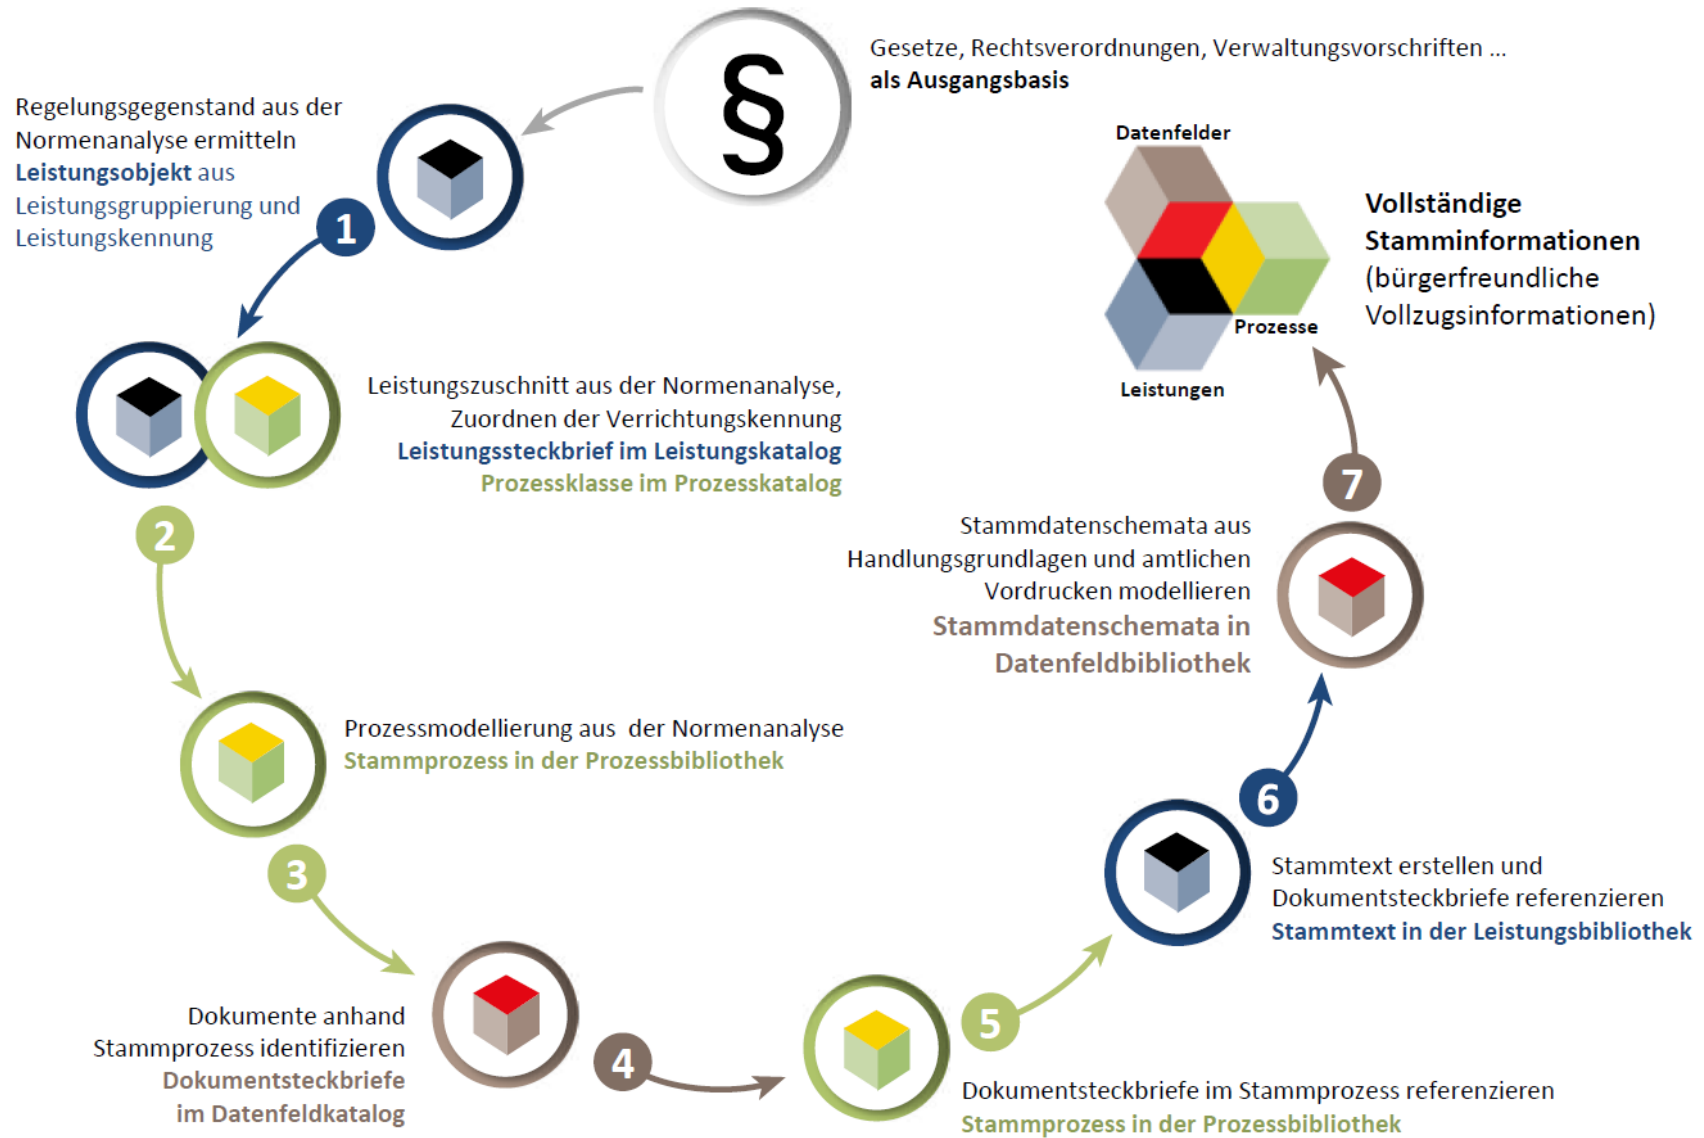 §
Gesetze, Rechtsverordnungen, Verwaltungsvorschriften ...
als Ausgangsbasis
Regelungsgegenstand aus der
Normenanalyse ermitteln
Leistungsobjekt aus
Leistungsgruppierung und
Leistungskennung
1
Leistungszuschnitt aus der Normenanalyse,
Zuordnen der Verrichtungskennung
Leistungssteckbrief im Leistungskatalog
Prozessklasse im Prozesskatalog
2
Prozessmodellierung aus der Normenanalyse
Stammprozess in der Prozessbibliothek
3
Dokumente anhand
Stammprozess identifizieren
Dokumentsteckbriefe
im Datenfeldkatalog
4
Dokumentsteckbriefe im Stammprozess referenzieren
Stammprozess in der Prozessbibliothek
5
Stammtext erstellen und
Dokumentsteckbriefe referenzieren
Stammtext in der Leistungsbibliothek
6
Stammdatenschemata aus
Handlungsgrundlagen und amtlichen
Vordrucken modellieren
Stammdatenschemata in
Datenfeldbibliothek
7
Datenfelder
Prozesse
Leistungen
Vollständige
Stamminformationen
(bürgerfreundliche
Vollzugsinformationen)